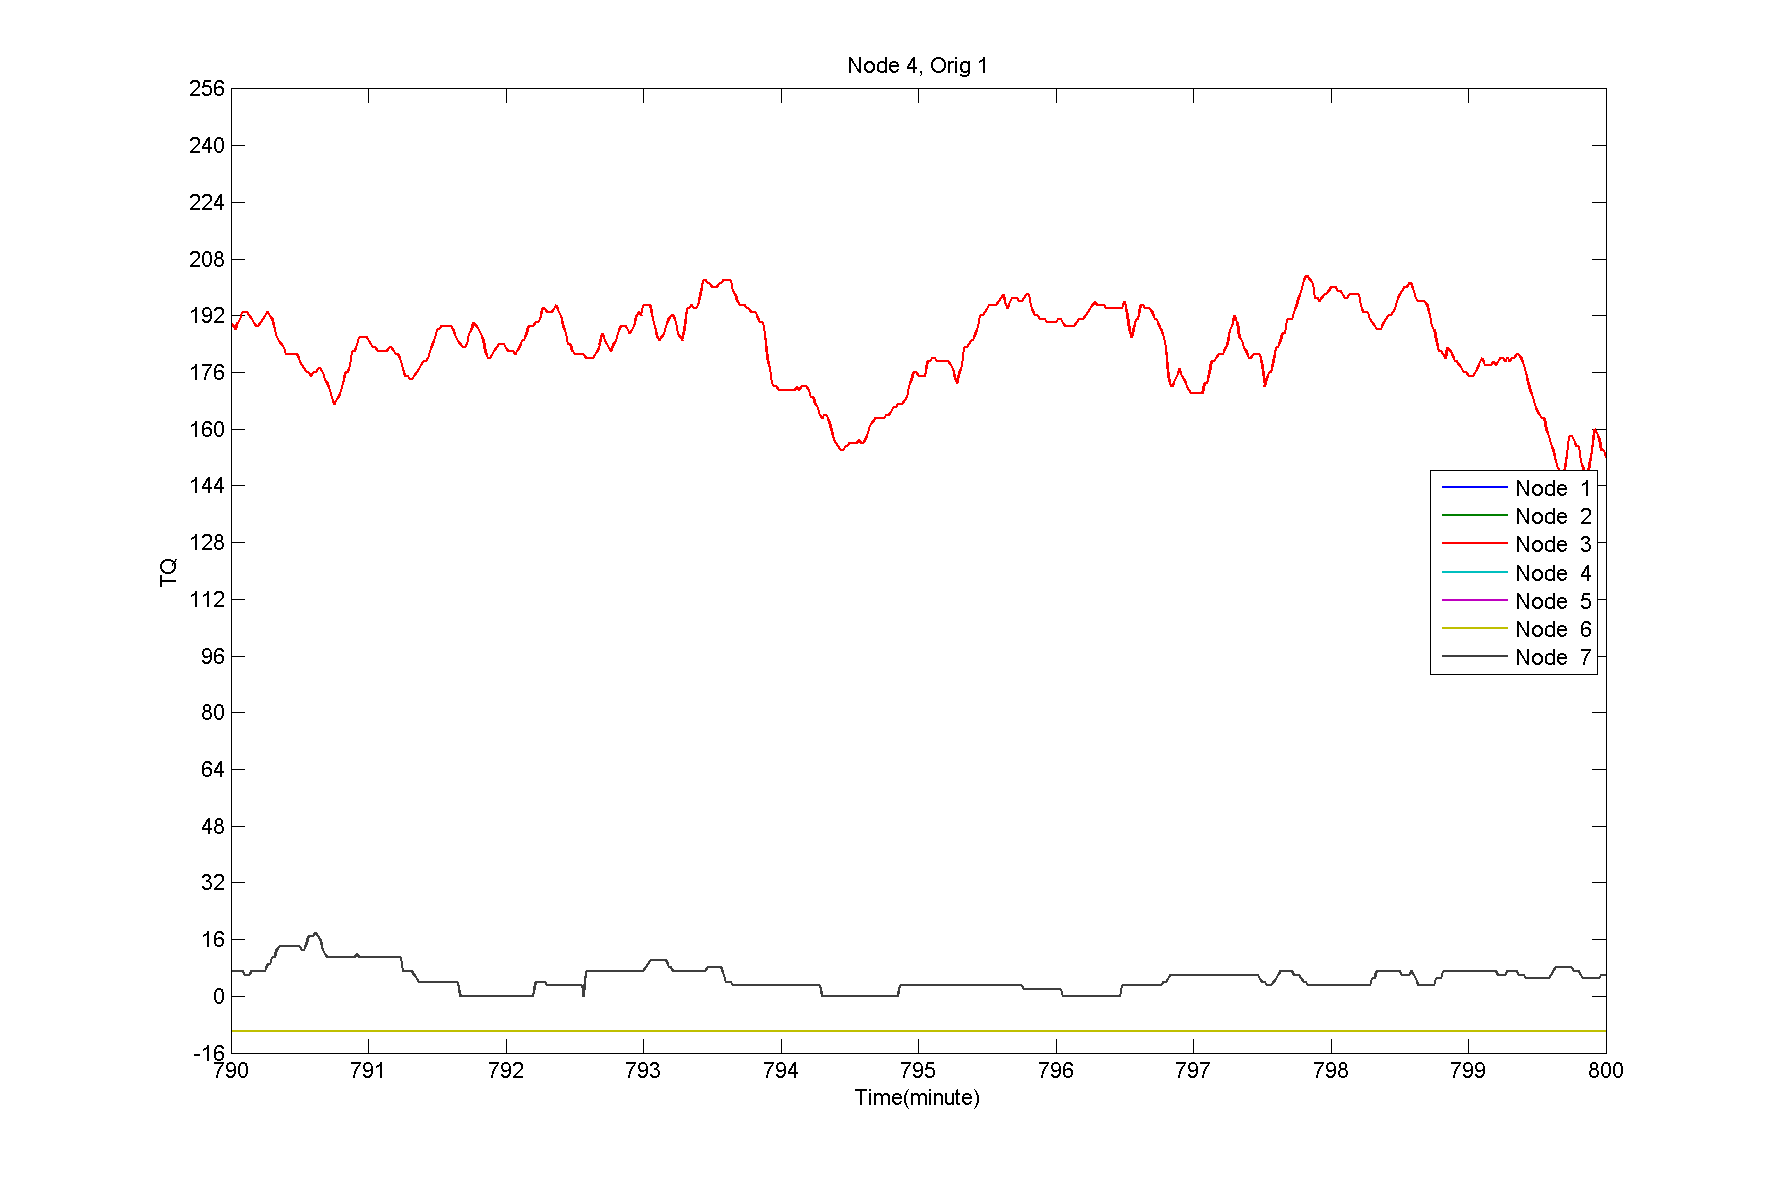 Node 4, Orig 1
256
240
224
208
192
176
160
144
128
112
96
80
64
48
32
16
0
-16
TQ
Node 1
Node 2
Node 3
Node 4
Node 5
Node 6
Node 7
790 791 792 793 794 795 796 797 798 799 800
Time(minute)